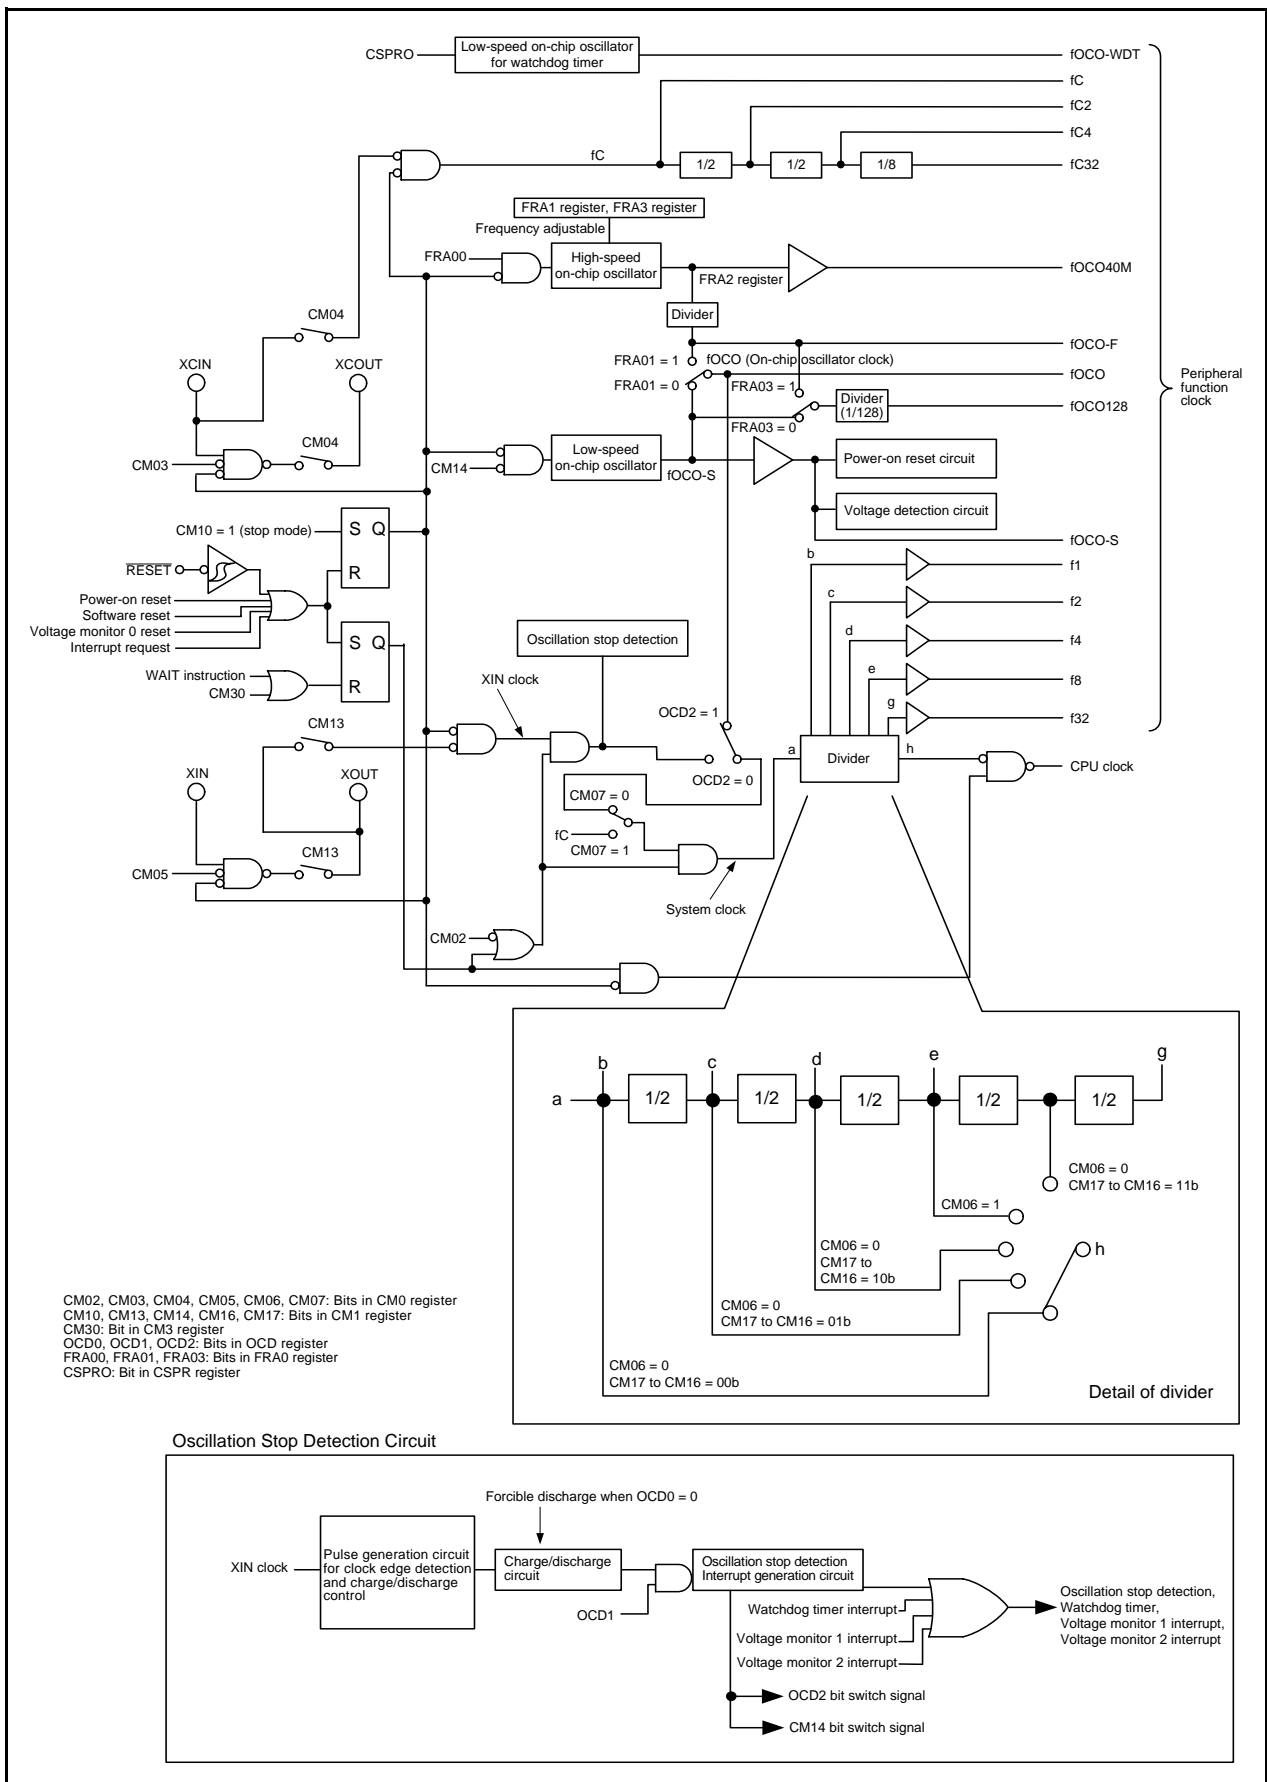 CSPRO
Low-speed on-chip oscillator
for watchdog timer
fOCO-WDT
fC
fC2
fC4
fC
1/2
1/2
1/8
fC32
FRA1 register, FRA3 register
Frequency adjustable
FRA00
High-speed
on-chip oscillator
FRA2 register
fOCO40M
Divider
CM04
fOCO-F
XCIN
XCOUT
FRA01 = 1
fOCO (On-chip oscillator clock)
fOCO
FRA01 = 0
FRA03 = 1
Divider
(1/128)
fOCO128
Peripheral
function
clock
FRA03 = 0
CM04
CM03
CM14
Low-speed
on-chip oscillator
fOCO-S
Power-on reset circuit
Voltage detection circuit
fOCO-S
CM10 = 1 (stop mode)
S Q
R
RESET
Power-on reset
Software reset
Voltage monitor 0 reset
Interrupt request
S Q
R
WAIT instruction
CM30
b
f1
c
f2
d
f4
e
f8
g
f32
Oscillation stop detection
XIN clock
OCD2 = 1
OCD2 = 0
CM13
XIN
XOUT
a
Divider
h
CPU clock
CM07 = 0
fC
CM07 = 1
CM13
CM05
System clock
CM02
b
c
d
e
g
a
1/2
1/2
1/2
1/2
1/2
CM06 = 0
CM17 to CM16 = 11b
CM06 = 1
CM06 = 0
CM17 to
CM16 = 10b
h
CM06 = 0
CM17 to CM16 = 01b
CM06 = 0
CM17 to CM16 = 00b
Detail of divider
CM02, CM03, CM04, CM05, CM06, CM07: Bits in CM0 register
CM10, CM13, CM14, CM16, CM17: Bits in CM1 register
CM30: Bit in CM3 register
OCD0, OCD1, OCD2: Bits in OCD register
FRA00, FRA01, FRA03: Bits in FRA0 register
CSPRO: Bit in CSPR register
Oscillation Stop Detection Circuit
Forcible discharge when OCD0 = 0
XIN clock
Pulse generation circuit
for clock edge detection
and charge/discharge
control
Charge/discharge
circuit
OCD1
Oscillation stop detection
Interrupt generation circuit
Watchdog timer interrupt
Voltage monitor 1 interrupt
Voltage monitor 2 interrupt
Oscillation stop detection,
Watchdog timer,
Voltage monitor 1 interrupt,
Voltage monitor 2 interrupt
OCD2 bit switch signal
CM14 bit switch signal